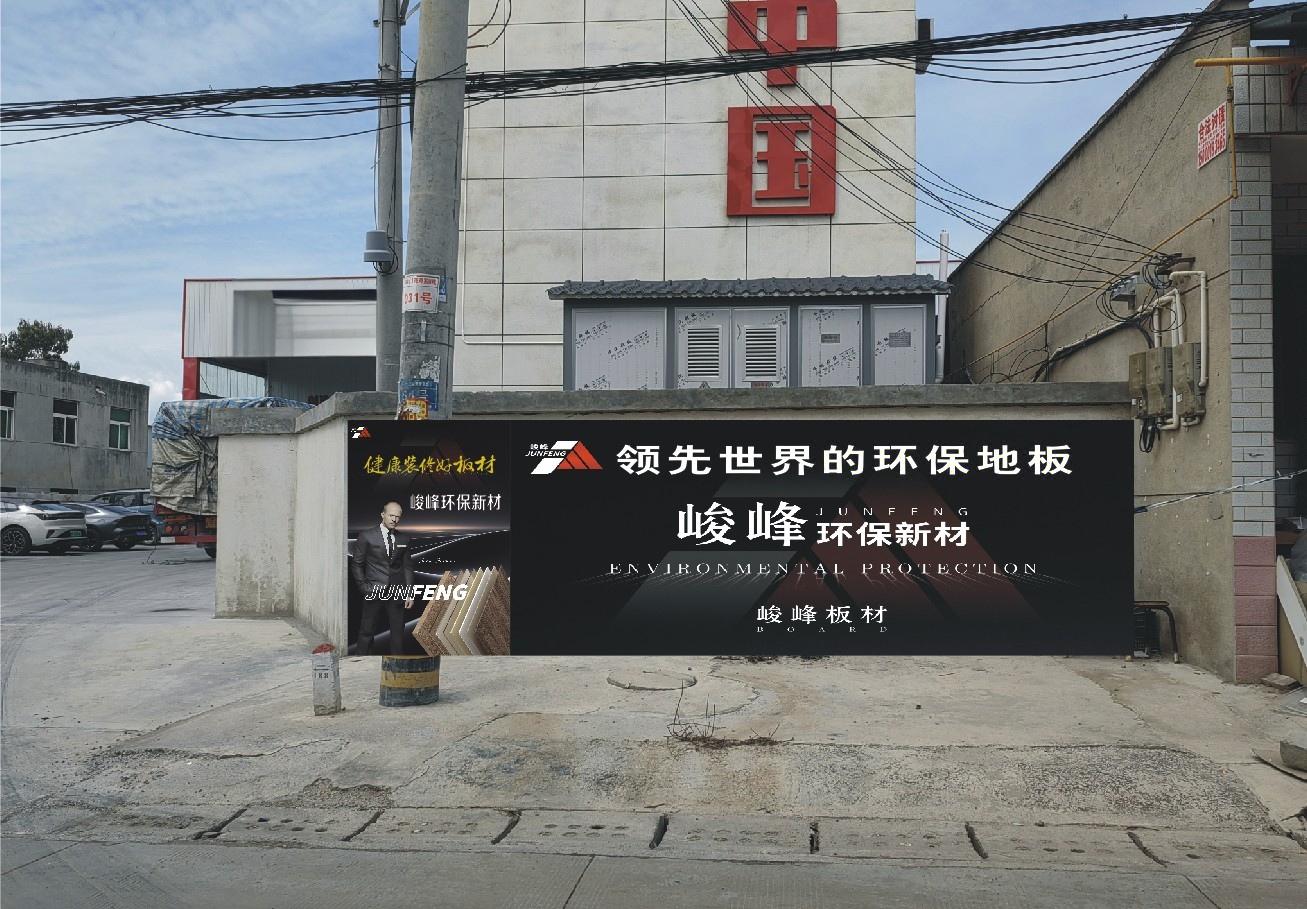 中
国
31号
健康装修好板材
峻峰环保新材
JUNFENG
峻峰
JUNFENG
领先世界的环保地板
峻峰
JUNFENG
环保新材
ENVIRONMENTAL PROTECTION
峻峰板材
BOARD